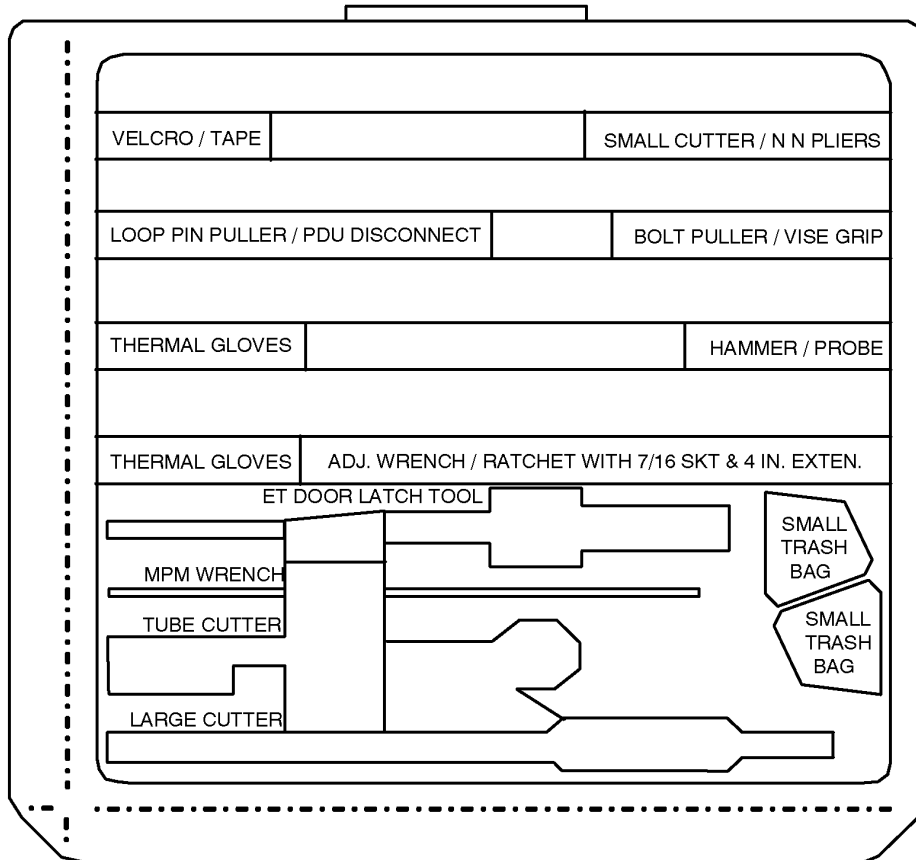 VELCRO / TAPE
SMALL CUTTER / N N PLIERS
LOOP PIN PULLER / PDU DISCONNECT
BOLT PULLER / VISE GRIP
THERMAL GLOVES
HAMMER / PROBE
THERMAL GLOVES
ADJ. WRENCH / RATCHET WITH 7/16 SKT & 4 IN. EXTEN.
ET DOOR LATCH TOOL
SMALL
TRASH
BAG
MPM WRENCH
TUBE CUTTER
SMALL
TRASH
BAG
LARGE CUTTER